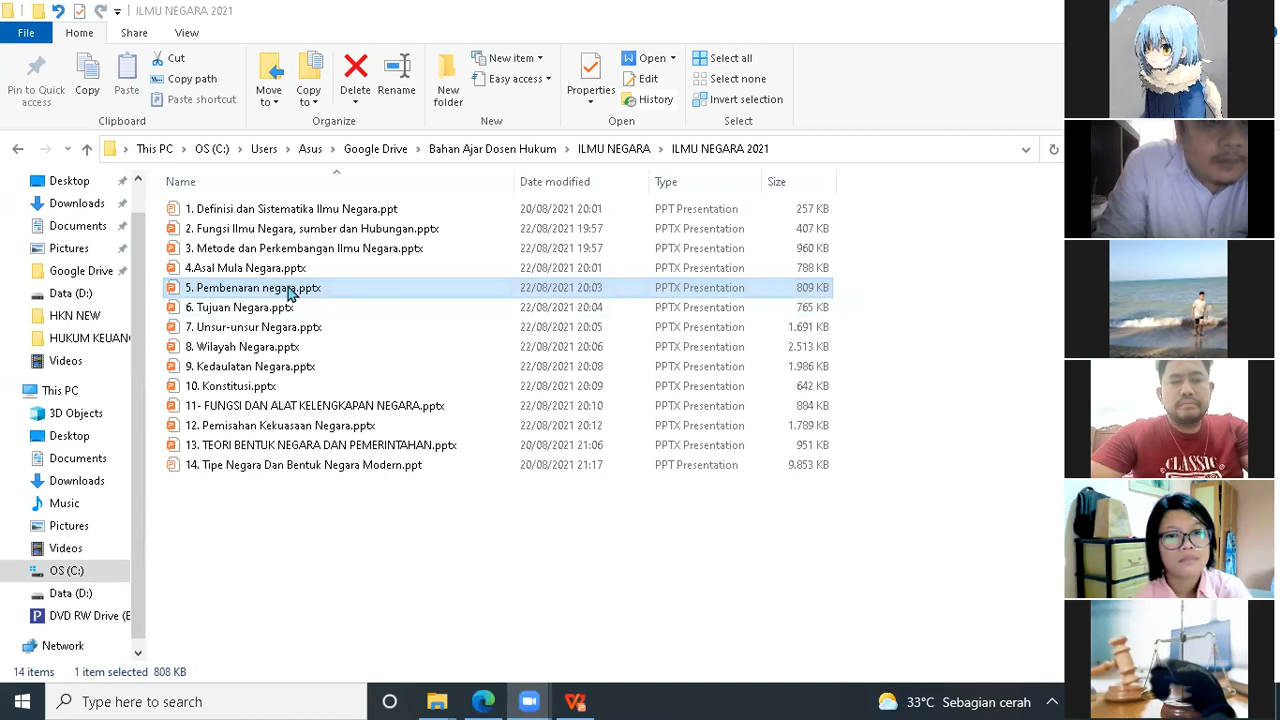 ILMU NEGARA 2021
File Home Share View
Pin to Quick access
Copy
Paste
Cut
Copy path
Paste shortcut
Clipboard
Move to
Copy to
Delete
Rename
Organize
New folder
New item
Easy access
New
Properties
Open
Edit
History
Open
Select all
Select none
Invert selection
Select
This PC > OS (C:) > Users > Asus > Google Drive > Bahan Ajar Dosen Hukum > ILMU NEGARA > ILMU NEGARA 2021
Desktop
Downloads
Documents
Pictures
Google Drive
Data (D:)
HKN NEW
HUKUM KEUAN
Videos
This PC
3D Objects
Desktop
Documents
Downloads
Music
Pictures
Videos
OS (C:)
Data (D:)
DVD RW Drive (E
Network
Name Date modified Type Size
1. Definisi dan Sistematika Ilmu Negara.ppt 20/08/2021 20:01 PPT Presentation 257 KB
2. Fungsi Ilmu Negara, sumber dan Hubungan.pptx 22/08/2021 19:57 PPTX Presentation 407 KB
3. Metode dan Perkembangan Ilmu Negara.pptx 22/08/2021 19:57 PPTX Presentation 960 KB
4.Asal Mula Negara.pptx 22/08/2021 20:01 PPTX Presentation 788 KB
5. Pembenaran negara.pptx 22/08/2021 20:03 PPTX Presentation 809 KB
6. Tujuan Negara.pptx 22/08/2021 20:04 PPTX Presentation 765 KB
7. Unsur-unsur Negara.pptx 22/08/2021 20:05 PPTX Presentation 1.691 KB
8. Wilayah Negara.pptx 22/08/2021 20:06 PPTX Presentation 2.513 KB
9. Kedaulatan Negara.pptx 22/08/2021 20:08 PPTX Presentation 1.986 KB
10. Konstitusi.pptx 22/08/2021 20:09 PPTX Presentation 642 KB
11- FUNGSI DAN ALAT KELENGKAPAN NEGARA.pptx 22/08/2021 20:10 PPTX Presentation 884 KB
12. Pemisahan Kekuasaan Negara.pptx 22/08/2021 20:12 PPTX Presentation 1.789 KB
13. TEORI BENTUK NEGARA DAN PEMERINTAHAN.pptx 20/08/2021 21:06 PPTX Presentation 951 KB
14. Tipe Negara Dan Bentuk Negara Modern.ppt 20/08/2021 21:17 PPT Presentation 9.853 KB
14 items 1 item selected 808 KB
Type here to search
33°C Sebagian cerah
CLASSIC